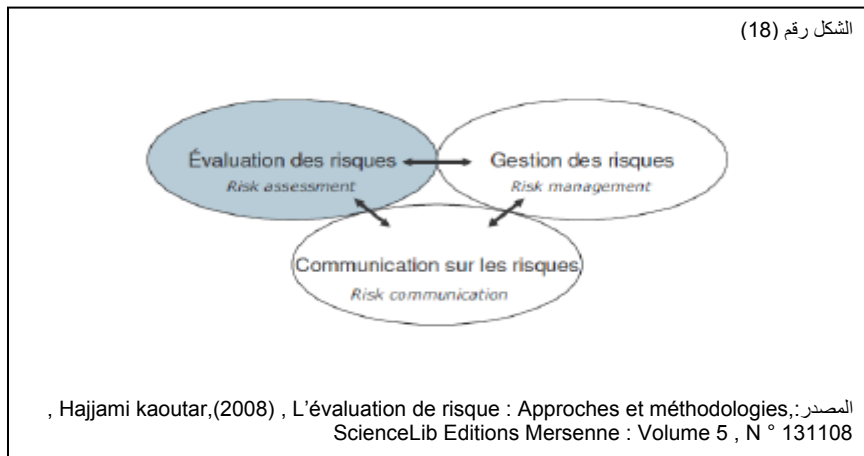 الشكل رقم (18)
Évaluation des risques
Risk assessment
Gestion des risques
Risk management
Communication sur les risques
Risk communication
المصدر:, Hajjami kaoutar,(2008) , L’évaluation de risque : Approches et méthodologies,
ScienceLib Editions Mersenne : Volume 5 , N ° 131108